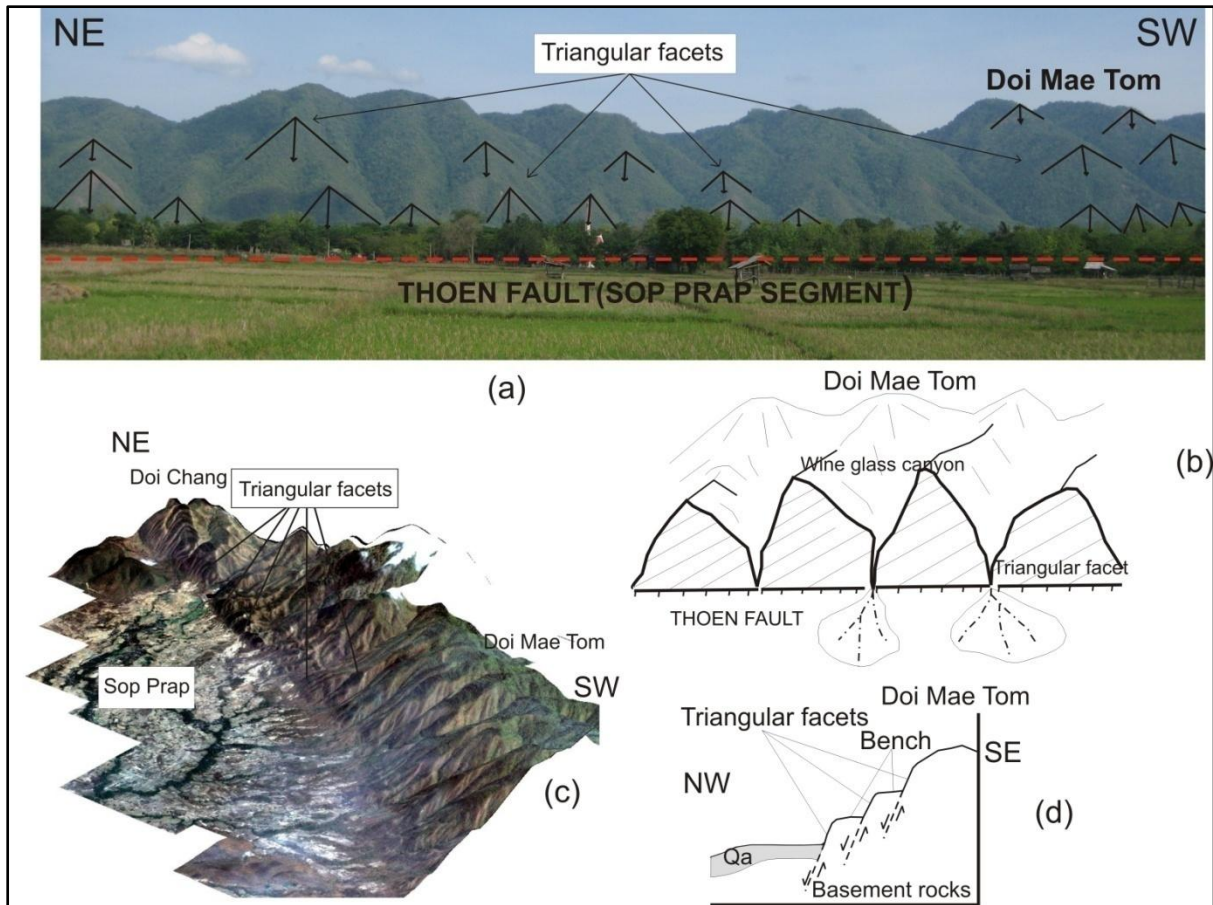 NE
SW
Triangular facets
Doi Mae Tom
THOEN FAULT(SOP PRAP SEGMENT)
(a)
Doi Mae Tom
(b)
Wine glass canyon
Triangular facet
THOEN FAULT
NE
Doi Chang
Triangular facets
Doi Mae Tom
Sop Prap
SW
(c)
Doi Mae Tom
Triangular facets
Bench
SE
NW
(d)
Qa
Basement rocks